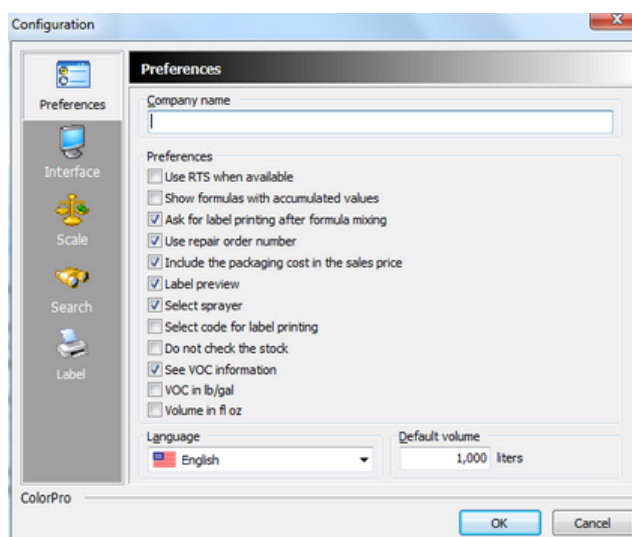 Configuration
Preferences
Preferences
Interface
Scale
Search
Label
Company name
Preferences
Use RTS when available
Show formulas with accumulated values
Ask for label printing after formula mixing
Use repair order number
Include the packaging cost in the sales price
Label preview
Select sprayer
Select code for label printing
Do not check the stock
See VOC information
VOC in lb/gal
Volume in fl oz
Language
English
Default volume
1,000 liters
ColorPro
OK
Cancel